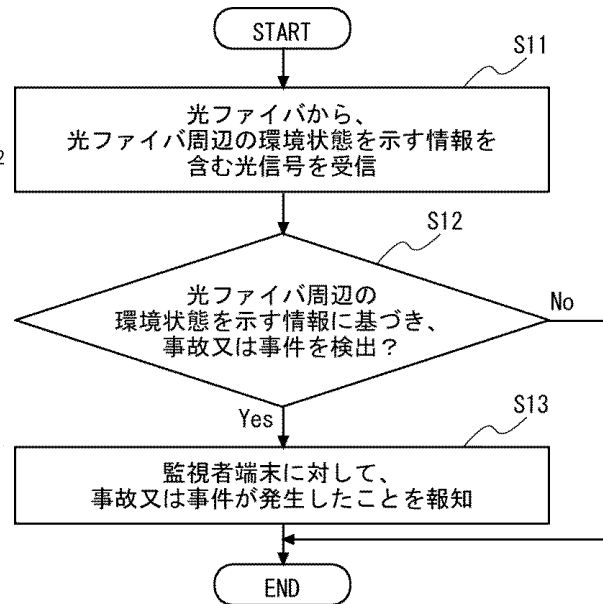 START
S11
光ファイバから、
光ファイバ周辺の環境状態を示す情報を
含む光信号を受信
2
S12
光ファイバ周辺の
環境状態を示す情報に基づき、
事故又は事件を検出?
No
Yes
S13
監視者端末に対して、
事故又は事件が発生したことを報知
END